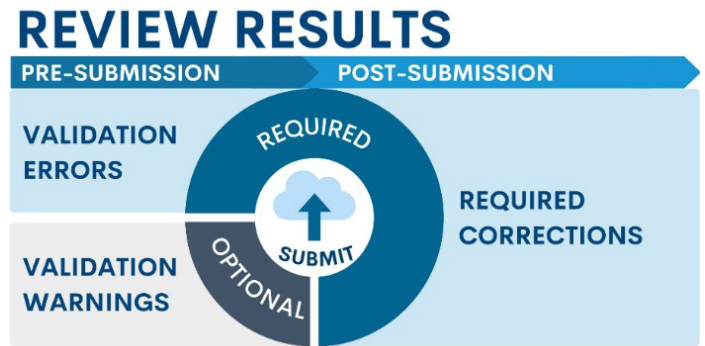 REVIEW RESULTS
PRE-SUBMISSION
POST-SUBMISSION
VALIDATION
ERRORS
REQUIRED
SUBMIT
OPTIONAL
VALIDATION
WARNINGS
REQUIRED
CORRECTIONS